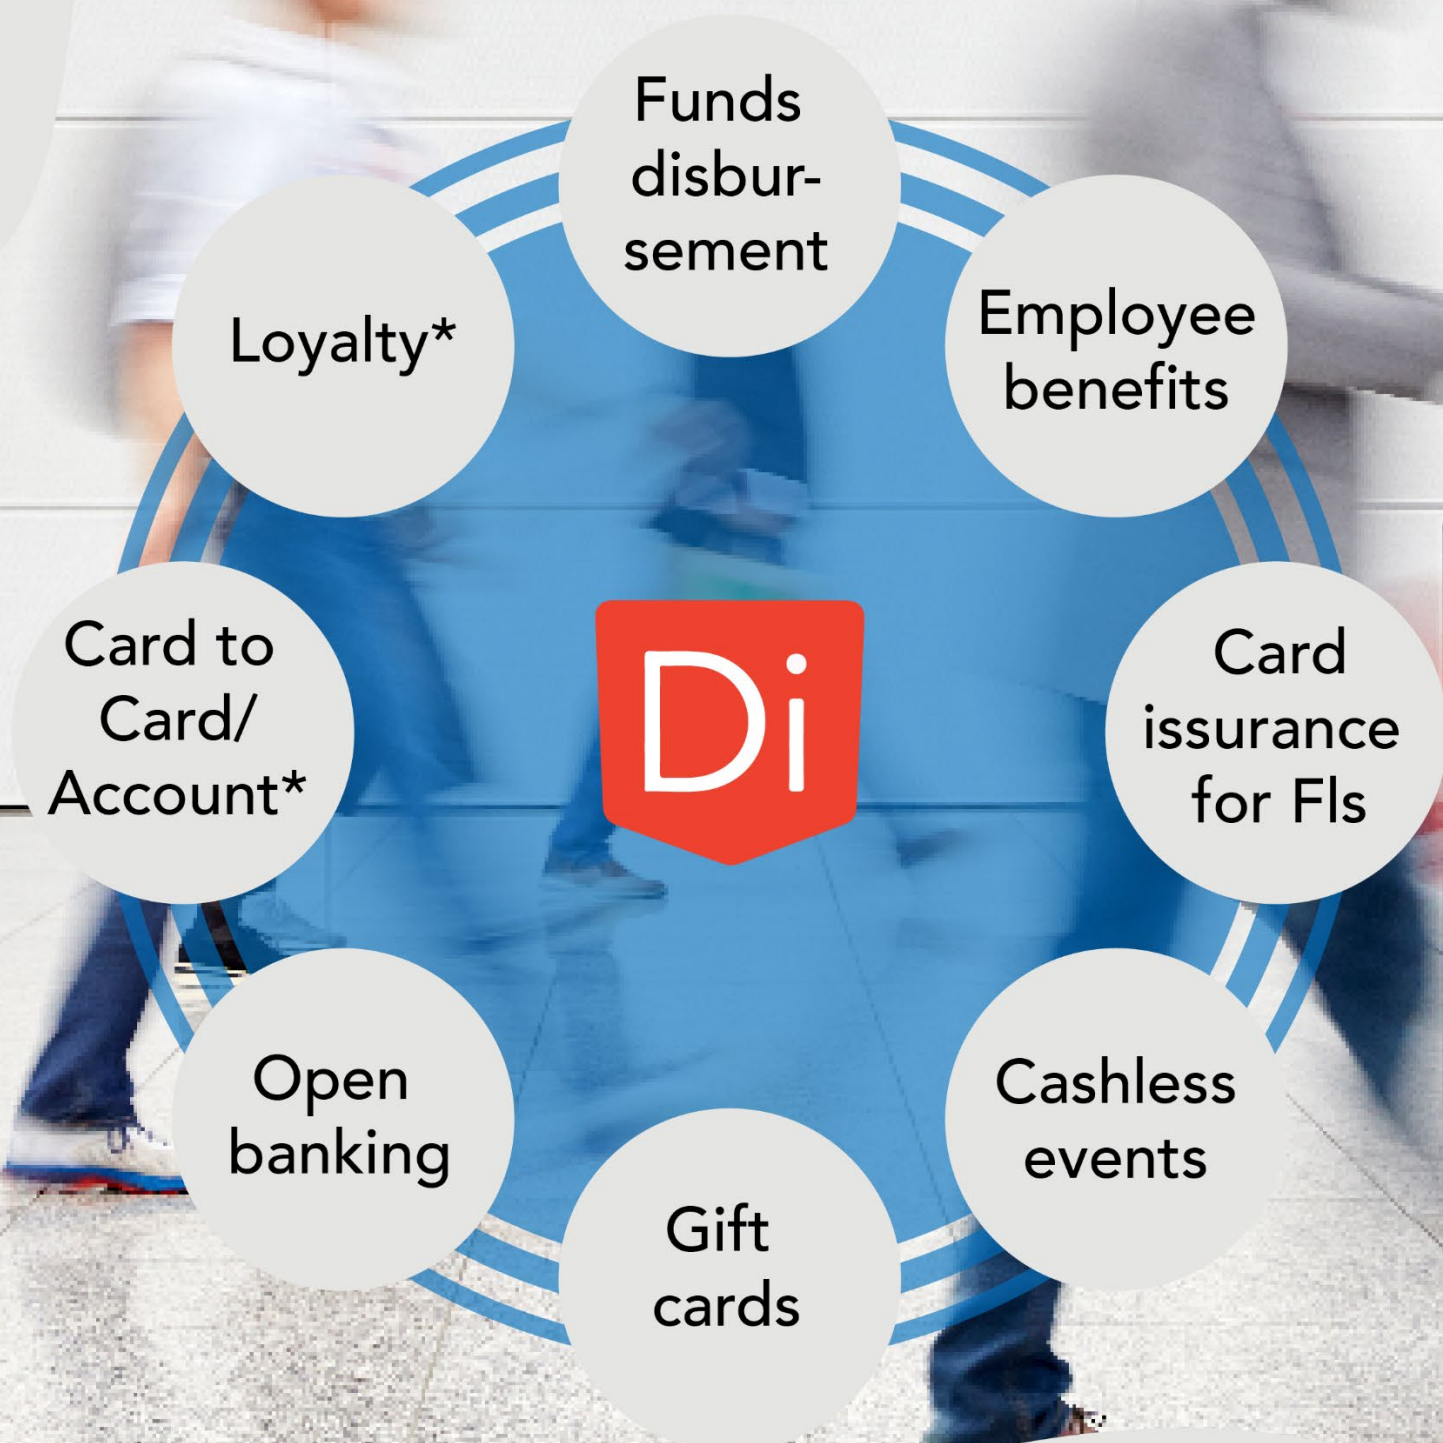 Funds
disbur-
sement
Employee
benefits
Loyalty*
Card to
Card/
Account*
Di
Card
issurance
for FIs
Open
banking
Cashless
events
Gift
cards